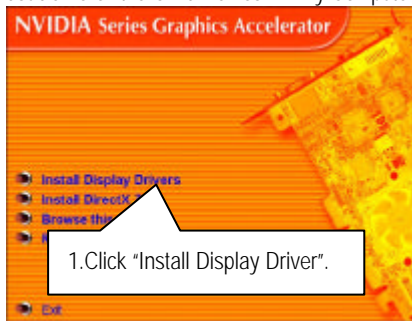 NVIDIA Series Graphics Accelerator
Install Display Drivers
Install DirectX
Browse this
1.Click “Install Display Driver”.
Exit